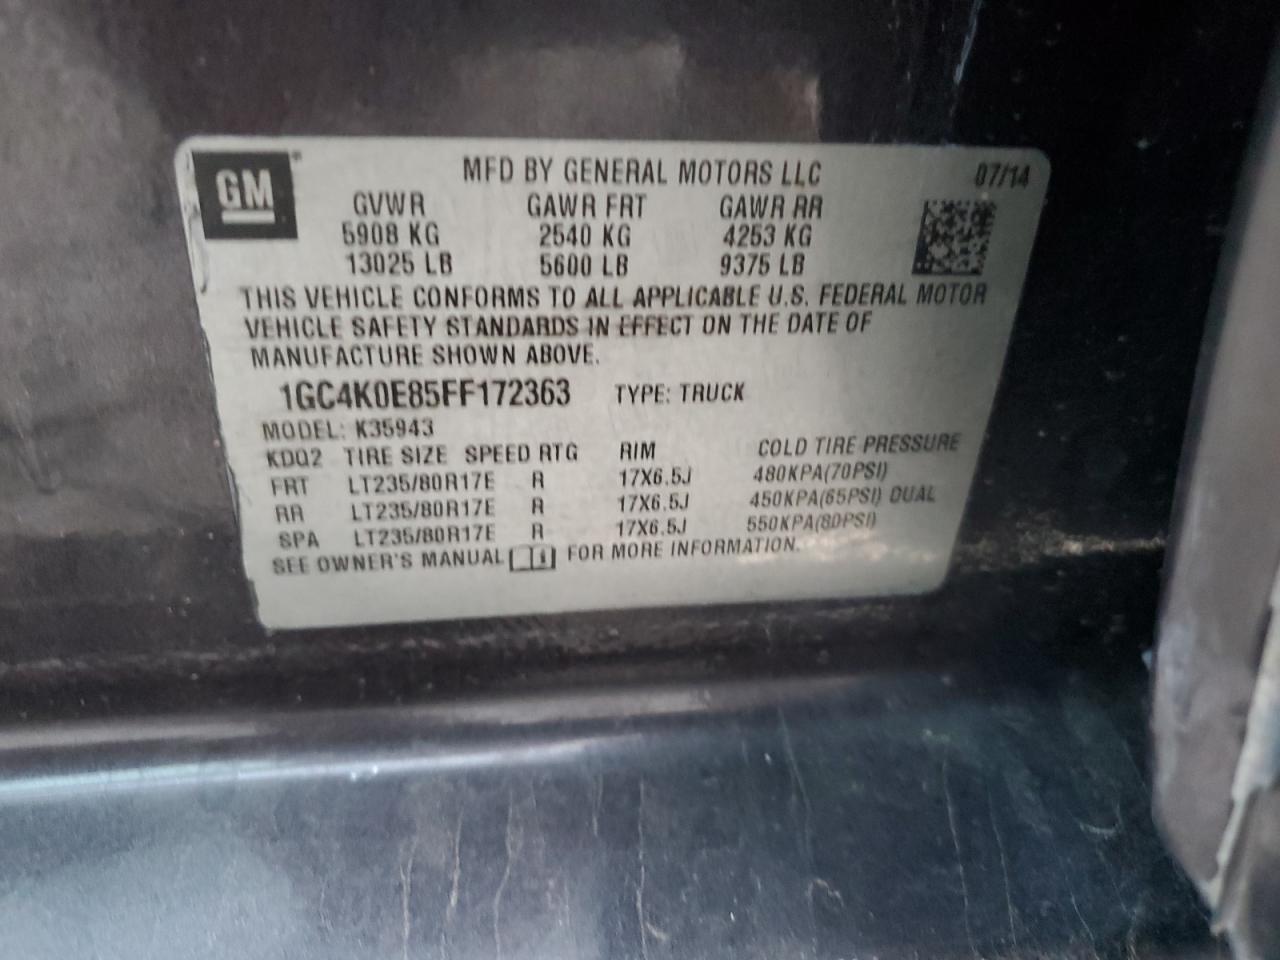 GM
MFD BY GENERAL MOTORS LLC 07/14
GVWR GAWR FRT GAWR RR
5908 KG 2540 KG 4253 KG
13025 LB 5600 LB 9375 LB
THIS VEHICLE CONFORMS TO ALL APPLICABLE U.S. FEDERAL MOTOR
VEHICLE SAFETY STANDARDS IN EFFECT ON THE DATE OF
MANUFACTURE SHOWN ABOVE.
1GC4K0E85FF172363 TYPE: TRUCK
MODEL: K35943
KDQ2 TIRE SIZE SPEED RTG RIM COLD TIRE PRESSURE
FRT LT235/80R17E R 17X6.5J 480KPA(70PSI)
RR LT235/80R17E R 17X6.5J 450KPA(65PSI) DUAL
SPA LT235/80R17E R 17X6.5J 550KPA(80PSI)
SEE OWNER'S MANUAL FOR MORE INFORMATION.